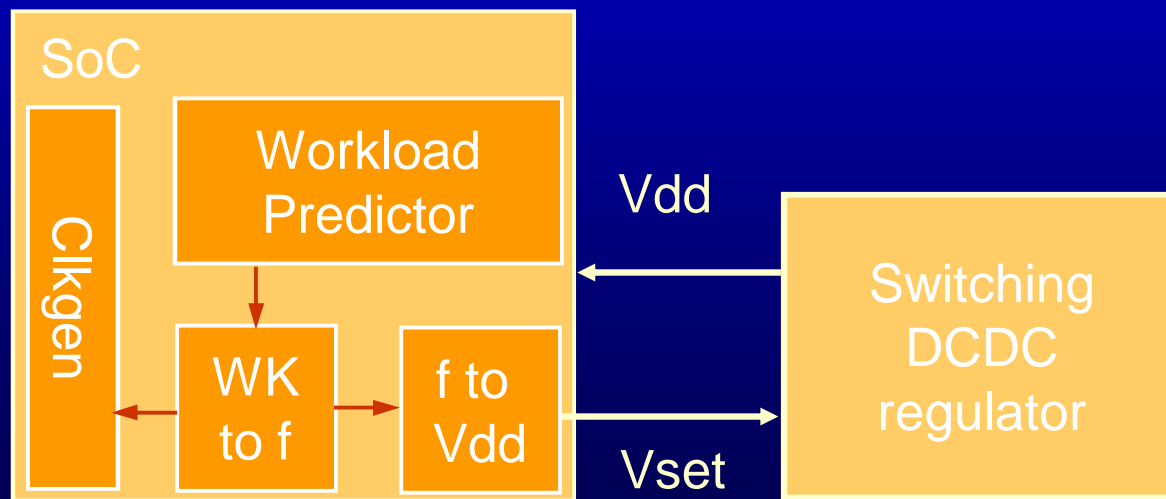 SoC
Workload
Predictor
Clkgen
WK
to f
f to
Vdd
Vdd
Vset
Switching
DCDC
regulator